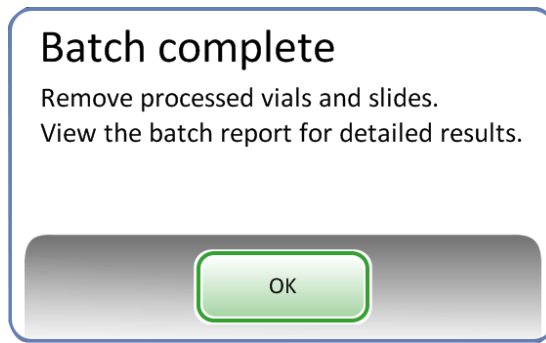 Batch complete
Remove processed vials and slides.
View the batch report for detailed results.
OK